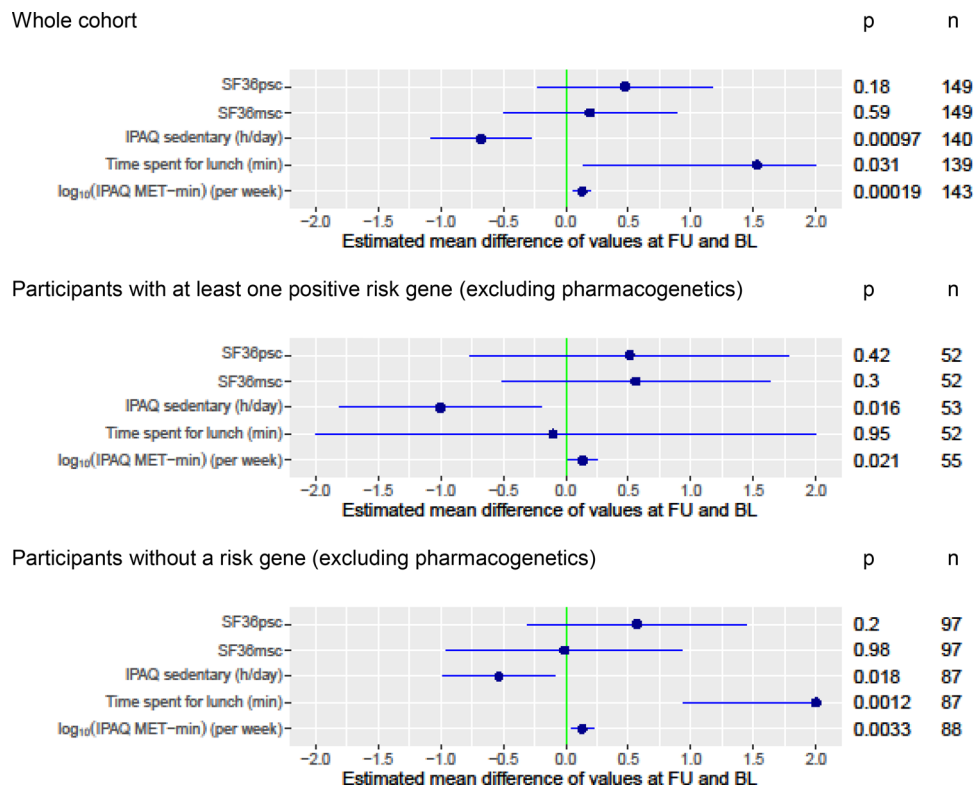 Whole cohort p n
SF36psc 0.18 149
SF36msc 0.59 149
IPAQ sedentary (h/day) 0.00097 140
Time spent for lunch (min) 0.031 139
log₁₀(IPAQ MET−min) (per week) 0.00019 143
−2.0 −1.5 −1.0 −0.5 0.0 0.5 1.0 1.5 2.0
Estimated mean difference of values at FU and BL
Participants with at least one positive risk gene (excluding pharmacogenetics) p n
SF36psc 0.42 52
SF36msc 0.3 52
IPAQ sedentary (h/day) 0.016 53
Time spent for lunch (min) 0.95 52
log₁₀(IPAQ MET−min) (per week) 0.021 55
−2.0 −1.5 −1.0 −0.5 0.0 0.5 1.0 1.5 2.0
Estimated mean difference of values at FU and BL
Participants without a risk gene (excluding pharmacogenetics) p n
SF36psc 0.2 97
SF36msc 0.98 97
IPAQ sedentary (h/day) 0.018 87
Time spent for lunch (min) 0.0012 87
log₁₀(IPAQ MET−min) (per week) 0.0033 88
−2.0 −1.5 −1.0 −0.5 0.0 0.5 1.0 1.5 2.0
Estimated mean difference of values at FU and BL